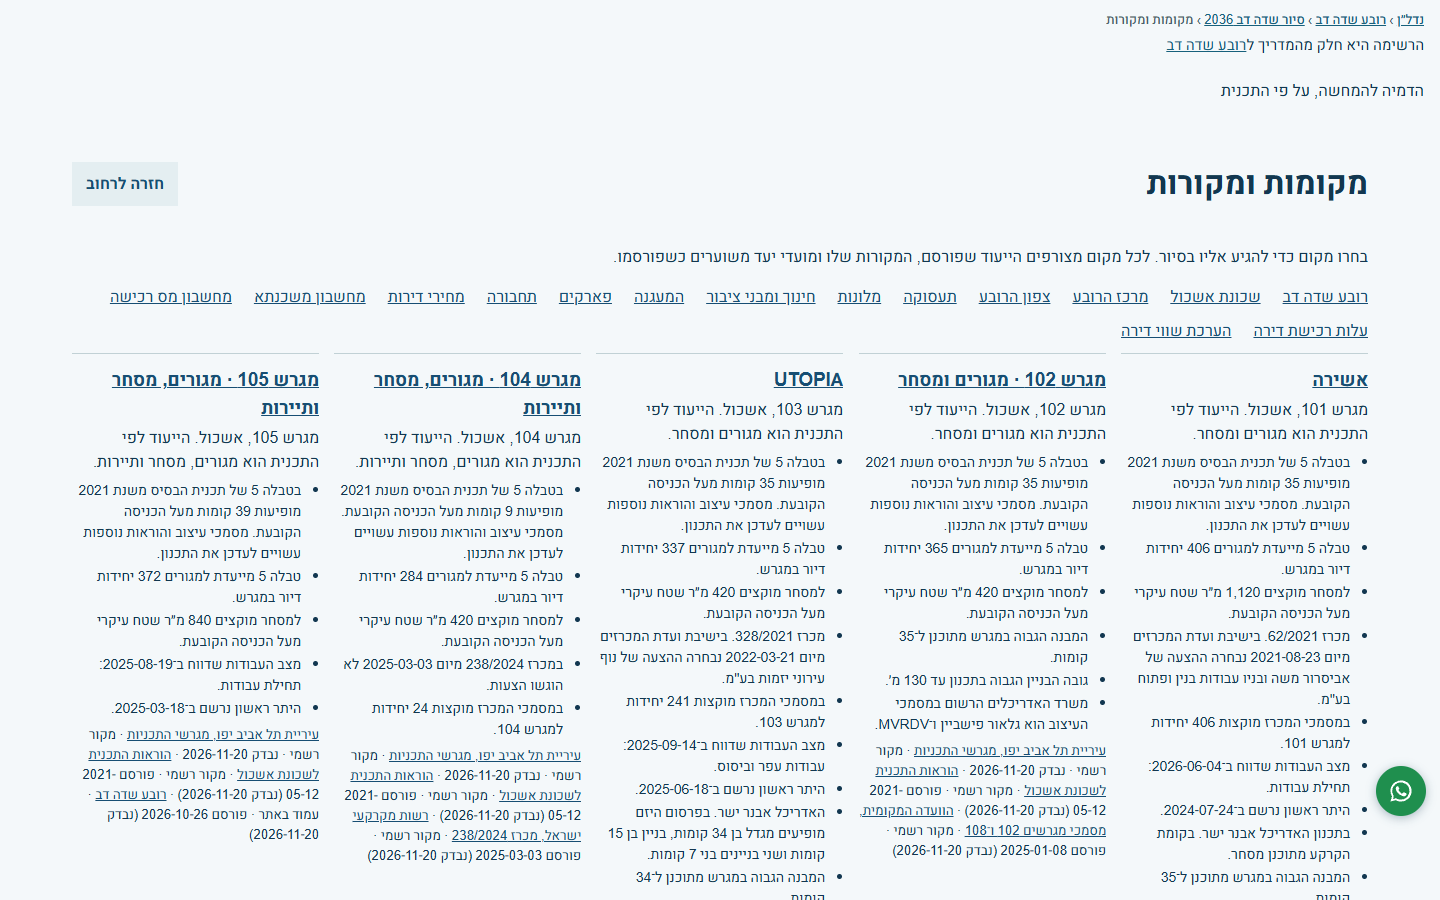 נדל״ן › רובע שדה דב › סיור שדה דב 2036 › מקומות ומקורות
הרשימה היא חלק מהמדריך לרובע שדה דב
הדמיה להמחשה, על פי התכנית
מקומות ומקורות
חזרה לרחוב
בחרו מקום כדי להגיע אליו בסיור. לכל מקום מצורפים הייעוד שפורסם, המקורות שלו ומועדי יעד משוערים כשפורסמו.
רובע שדה דב שכונת אשכול מרכז הרובע צפון הרובע תעסוקה מלונות חינוך ומבני ציבור המעגנה פארקים תחבורה מחירי דירות מחשבון משכנתא מחשבון מס רכישה
עלות רכישת דירה הערכת שווי דירה
אשירה
מגרש 101, אשכול. הייעוד לפי
התכנית הוא מגורים ומסחר.
בטבלה 5 של תכנית הבסיס משנת 2021
מופיעות 35 קומות מעל הכניסה
הקובעת. מסמכי עיצוב והוראות נוספות
עשויים לעדכן את התכנון.
טבלה 5 מייעדת למגורים 406 יחידות
דיור במגרש.
למסחר מוקצים 1,120 מ״ר שטח עיקרי
מעל הכניסה הקובעת.
מכרז 62/2021. בישיבת ועדת המכרזים
מיום 2021-08-23 נבחרה ההצעה של
אביסרור משה ובניו עבודות בנין ופתוח
בע"מ.
במסמכי המכרז מוקצות 406 יחידות
למגרש 101.
מצב העבודות שדווח ב־2026-06-04:
תחילת עבודות.
היתר ראשון נרשם ב־2024-07-24.
בתכנון האדריכל אבנר ישר. בקומת
הקרקע מתוכנן מסחר.
המבנה הגבוה במגרש מתוכנן ל־35
קומות.
מגרש 102 · מגורים ומסחר
מגרש 102, אשכול. הייעוד לפי
התכנית הוא מגורים ומסחר.
בטבלה 5 של תכנית הבסיס משנת 2021
מופיעות 35 קומות מעל הכניסה
הקובעת. מסמכי עיצוב והוראות נוספות
עשויים לעדכן את התכנון.
טבלה 5 מייעדת למגורים 365 יחידות
דיור במגרש.
למסחר מוקצים 420 מ״ר שטח עיקרי
מעל הכניסה הקובעת.
המבנה הגבוה במגרש מתוכנן ל־35
קומות.
גובה הבניין הגבוה בתכנון עד 130 מ׳.
משרד האדריכלים הרשום במסמכי
העיצוב הוא גלאור פישביין ו־MVRDV.
עיריית תל אביב יפו, מגרשי התכניות · מקור
רשמי · נבדק 2026-11-20 · הוראות התכנית
לשכונת אשכול · מקור רשמי · פורסם 2021-
05-12 (נבדק 2026-11-20) · הוועדה המקומית,
מסמכי מגרשים 102 ו־108 · מקור רשמי ·
פורסם 2025-01-08 (נבדק 2026-11-20)
UTOPIA
מגרש 103, אשכול. הייעוד לפי
התכנית הוא מגורים ומסחר.
בטבלה 5 של תכנית הבסיס משנת 2021
מופיעות 35 קומות מעל הכניסה
הקובעת. מסמכי עיצוב והוראות נוספות
עשויים לעדכן את התכנון.
טבלה 5 מייעדת למגורים 337 יחידות
דיור במגרש.
למסחר מוקצים 420 מ״ר שטח עיקרי
מעל הכניסה הקובעת.
מכרז 328/2021. בישיבת ועדת המכרזים
מיום 2022-03-21 נבחרה ההצעה של נוף
עירוני יזמות בע"מ.
במסמכי המכרז מוקצות 241 יחידות
למגרש 103.
מצב העבודות שדווח ב־2025-09-14:
עבודות עפר וביסוס.
היתר ראשון נרשם ב־2025-06-18.
האדריכל אבנר ישר. בפרסום היזם
מופיעים מגדל בן 34 קומות, בניין בן 15
קומות ושני בניינים בני 7 קומות.
המבנה הגבוה במגרש מתוכנן ל־34
קומות.
מגרש 104 · מגורים, מסחר
ותיירות
מגרש 104, אשכול. הייעוד לפי
התכנית הוא מגורים, מסחר ותיירות.
בטבלה 5 של תכנית הבסיס משנת 2021
מופיעות 9 קומות מעל הכניסה הקובעת.
מסמכי עיצוב והוראות נוספות עשויים
לעדכן את התכנון.
טבלה 5 מייעדת למגורים 284 יחידות
דיור במגרש.
למסחר מוקצים 420 מ״ר שטח עיקרי
מעל הכניסה הקובעת.
במכרז 238/2024 מיום 2025-03-03 לא
הוגשו הצעות.
במסמכי המכרז מוקצות 24 יחידות
למגרש 104.
עיריית תל אביב יפו, מגרשי התכניות · מקור
רשמי · נבדק 2026-11-20 · הוראות התכנית
לשכונת אשכול · מקור רשמי · פורסם 2021-
05-12 (נבדק 2026-11-20) · רשות מקרקעי
ישראל, מכרז 238/2024 · מקור רשמי ·
פורסם 2025-03-03 (נבדק 2026-11-20)
מגרש 105 · מגורים, מסחר
ותיירות
מגרש 105, אשכול. הייעוד לפי
התכנית הוא מגורים, מסחר ותיירות.
בטבלה 5 של תכנית הבסיס משנת 2021
מופיעות 39 קומות מעל הכניסה
הקובעת. מסמכי עיצוב והוראות נוספות
עשויים לעדכן את התכנון.
טבלה 5 מייעדת למגורים 372 יחידות
דיור במגרש.
למסחר מוקצים 840 מ״ר שטח עיקרי
מעל הכניסה הקובעת.
מצב העבודות שדווח ב־2025-08-19:
תחילת עבודות.
היתר ראשון נרשם ב־2025-03-18.
עיריית תל אביב יפו, מגרשי התכניות · מקור
רשמי · נבדק 2026-11-20 · הוראות התכנית
לשכונת אשכול · מקור רשמי · פורסם 2021-
05-12 (נבדק 2026-11-20) · רובע שדה דב ·
עמוד באתר · פורסם 2026-10-26 (נבדק
2026-11-20)